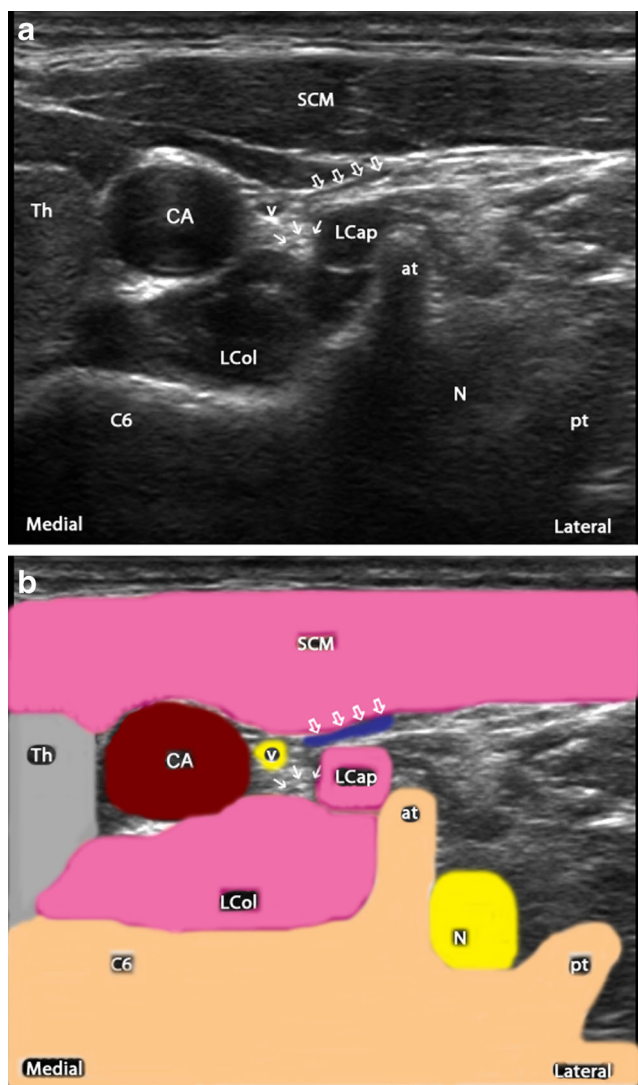 a
SCM
Th
CA
v
LCap
at
LCol
N
C6
pt
Medial
Lateral
b
SCM
Th
CA
v
LCap
at
LCol
N
C6
pt
Medial
Lateral